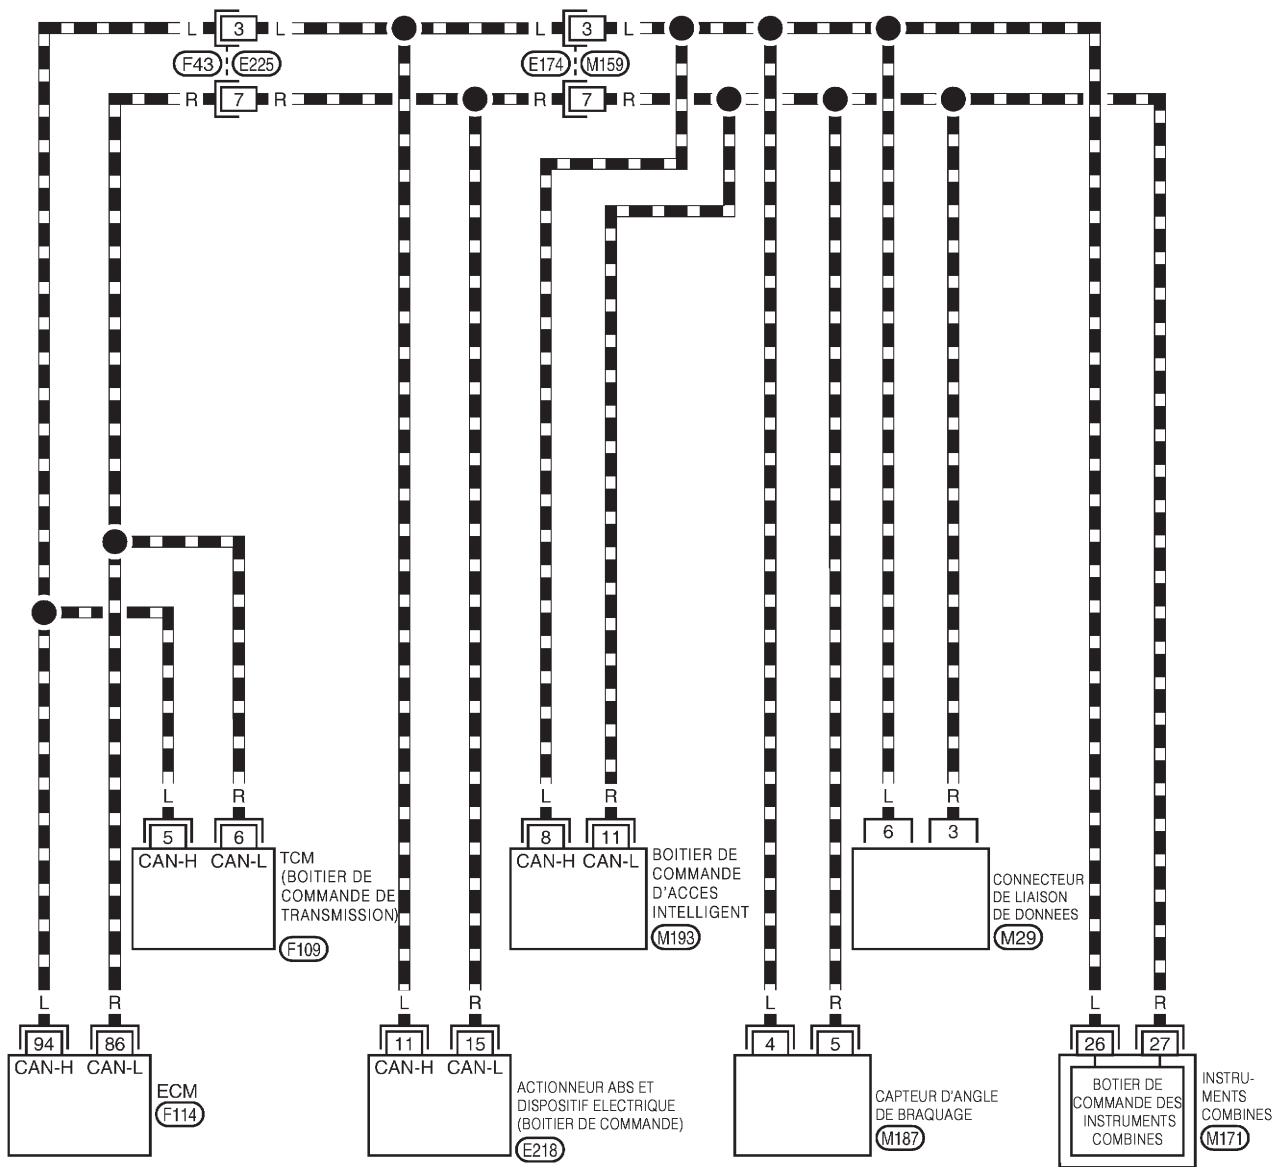 L 3 L L 3 L
F43 E225 E174 M159
R 7 R R 7 R
L R L R L R
5 6 8 11 6 3
CAN-H CAN-L
TCM
(BOITIER DE
COMMANDE DE
TRANSMISSION)
F109
CAN-H CAN-L
BOITIER DE
COMMANDE
D'ACCES
INTELLIGENT
M193
CONNECTEUR
DE LIAISON
DE DONNEES
M29
L R L R L R
94 86 11 15 4 5 26 27
CAN-H CAN-L
ECM
F114
CAN-H CAN-L
ACTIONNEUR ABS ET
DISPOSITIF ELECTRIQUE
(BOITIER DE COMMANDE)
E218
CAPTEUR D'ANGLE
DE BRAQUAGE
M187
BOTIER DE
COMMANDE DES
INSTRUMENTS
COMBINES
INSTRU-
MENTS
COMBINES
M171